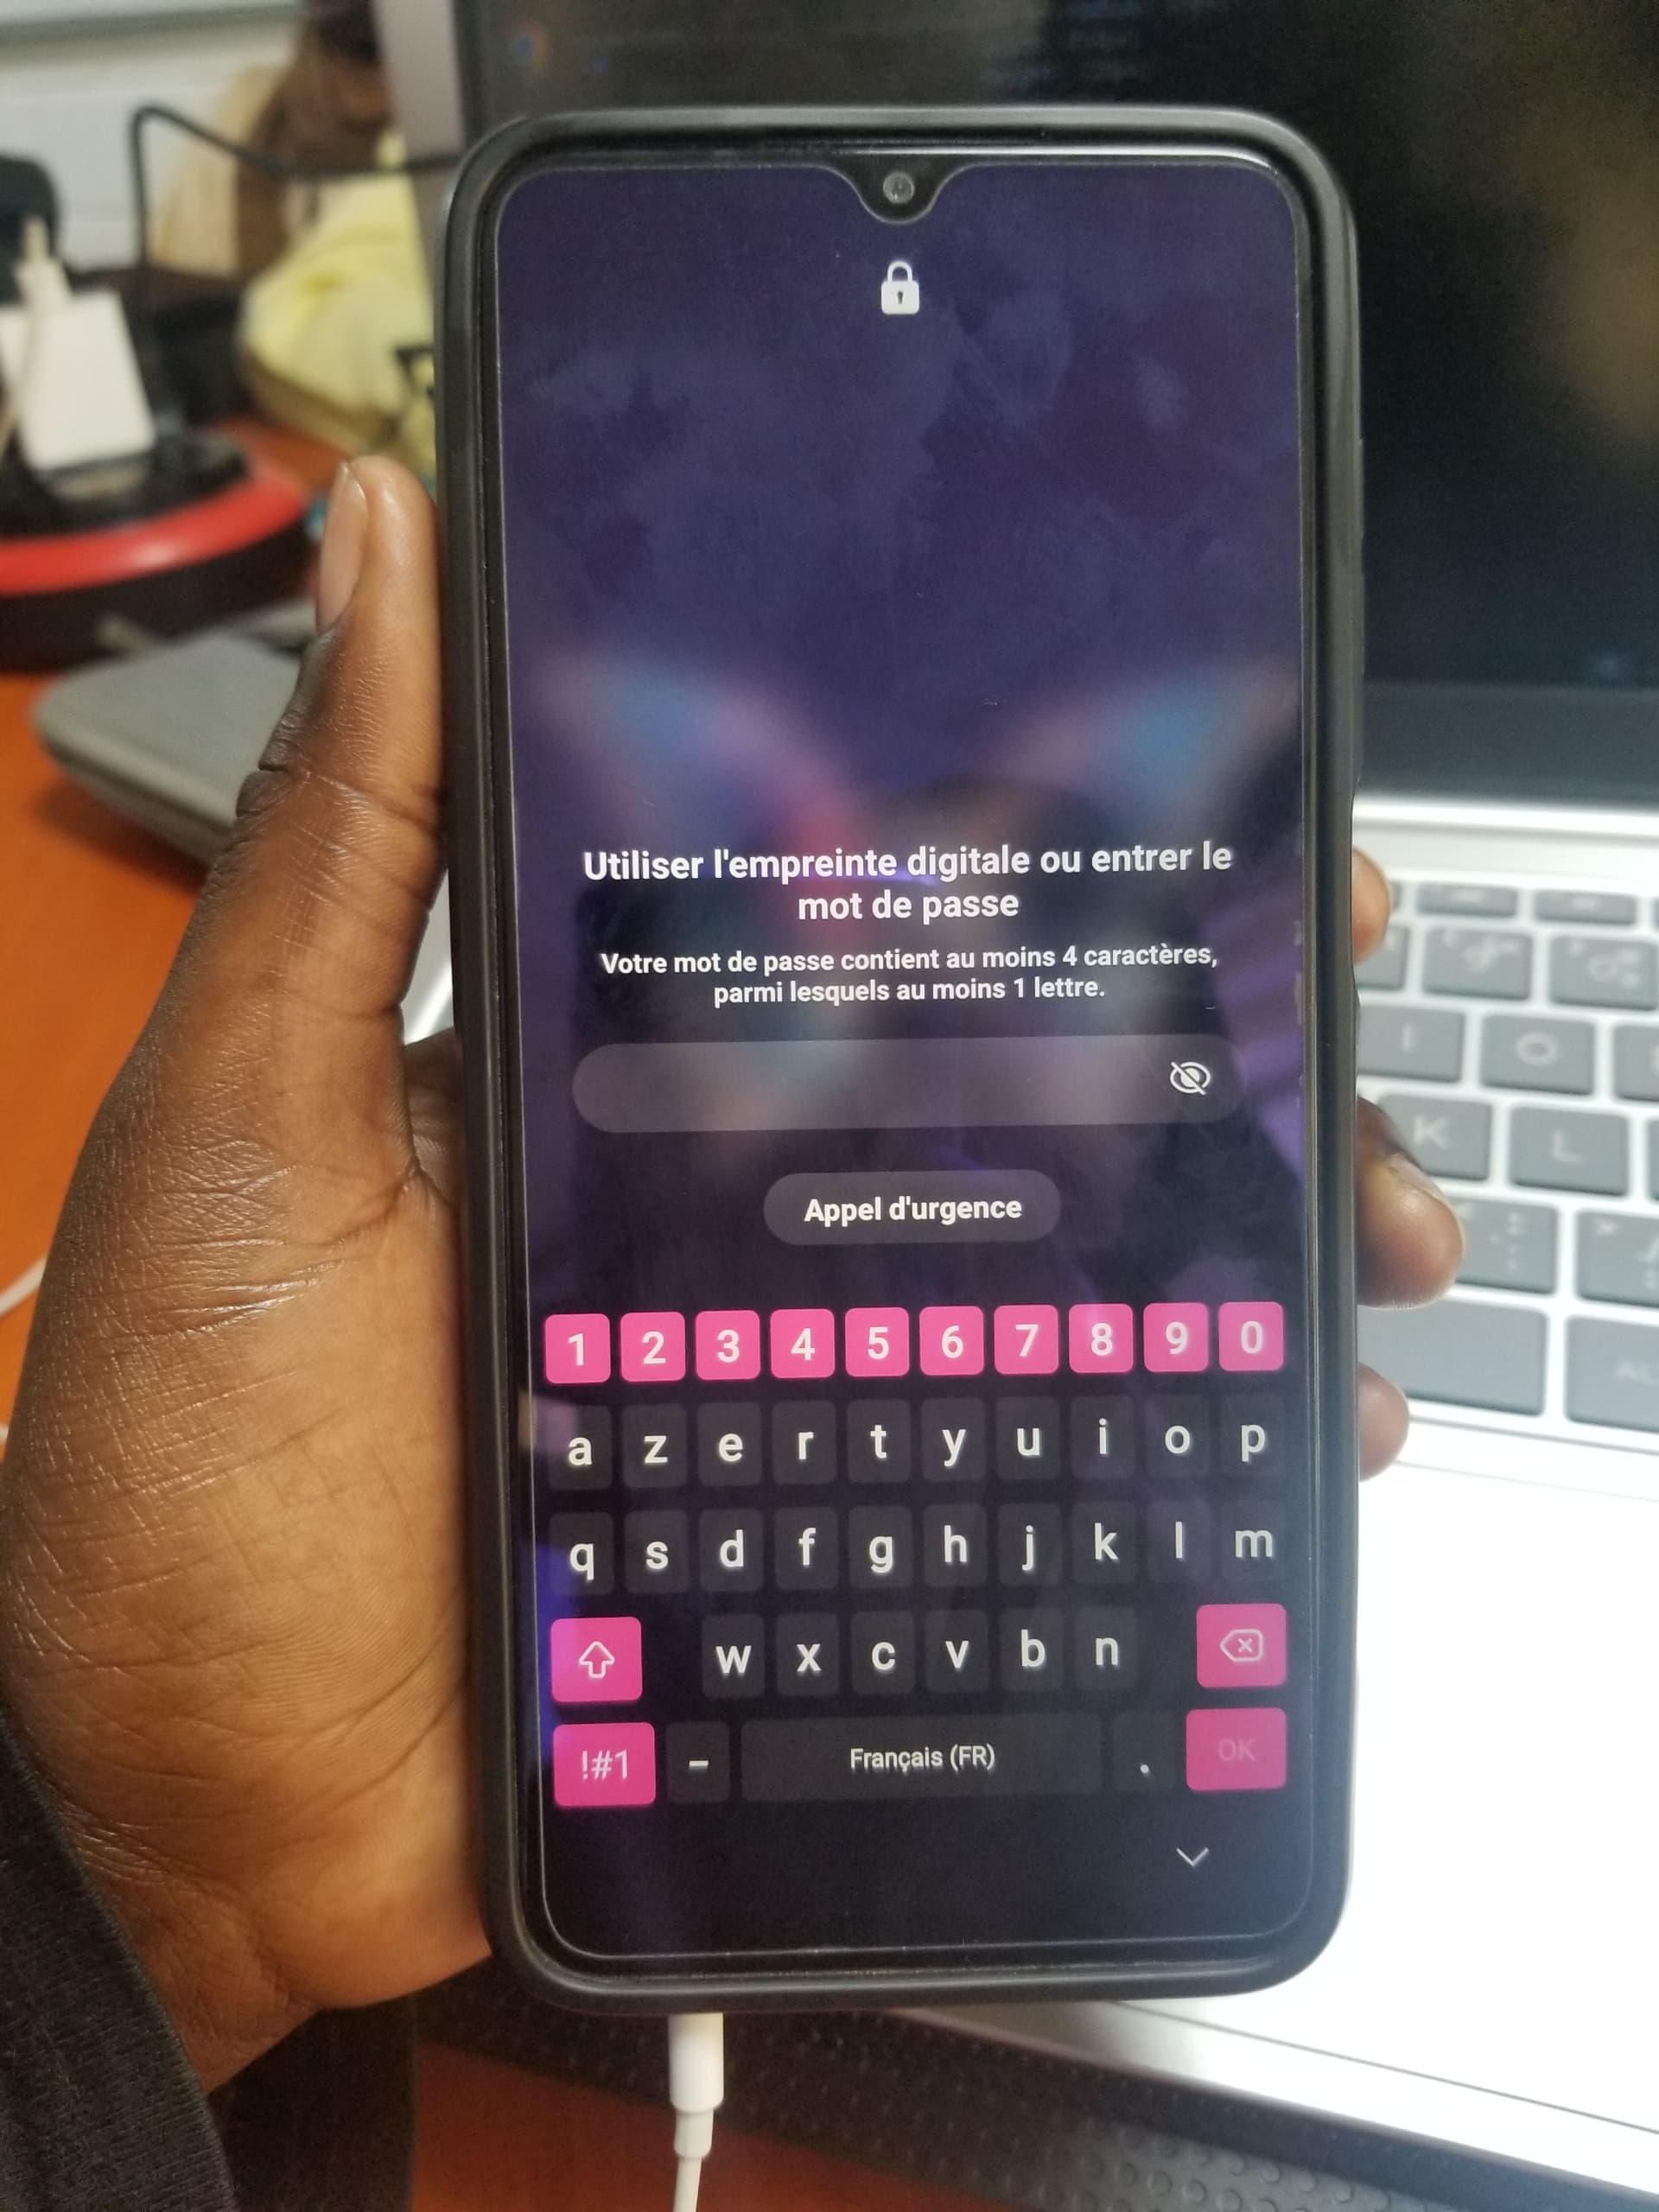 Utiliser l'empreinte digitale ou entrer le
mot de passe
Votre mot de passe contient au moins 4 caractères,
parmi lesquels au moins 1 lettre.
Appel d'urgence
1 2 3 4 5 6 7 8 9 0
a z e r t y u i o p
q s d f g h j k l m
w x c v b n
!#1 - Français (FR) . OK
I O
K L